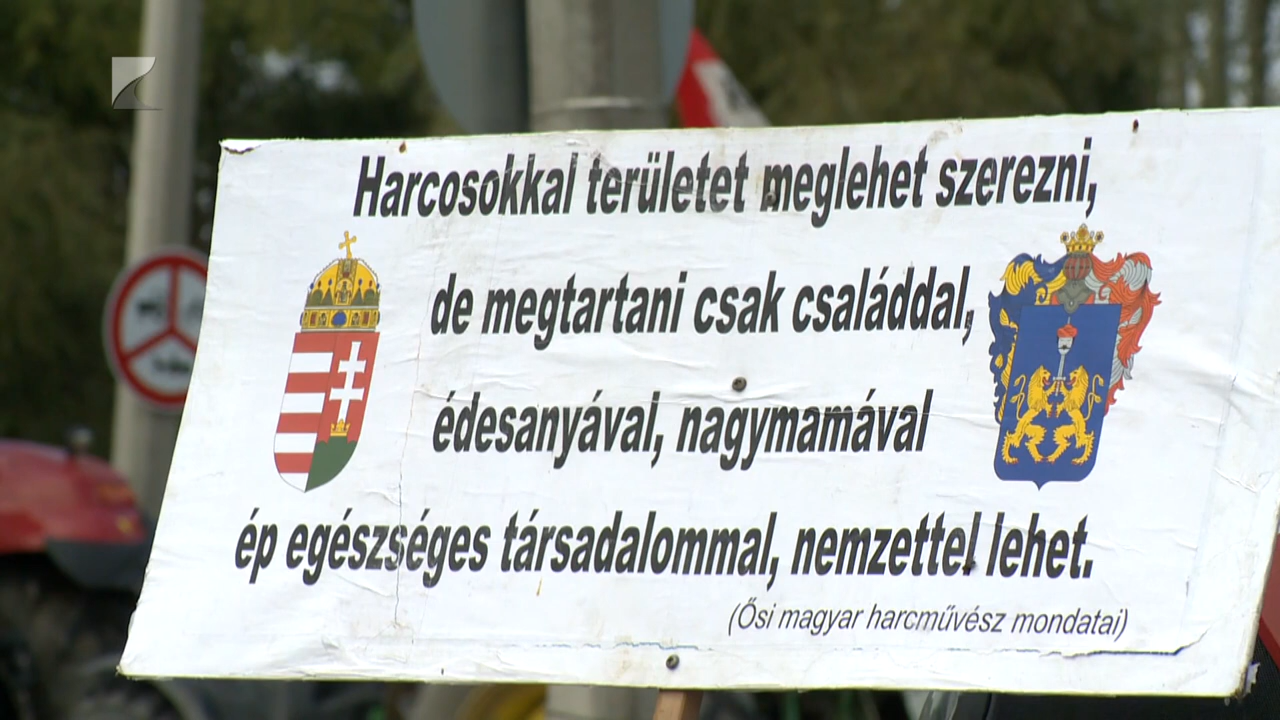 Harcosokkal területet meglehet szerezni,
de megtartani csak családdal,
édesanyával, nagymamával
ép egészséges társadalommal, nemzettel lehet.
(Ősi magyar harcművész mondatai)